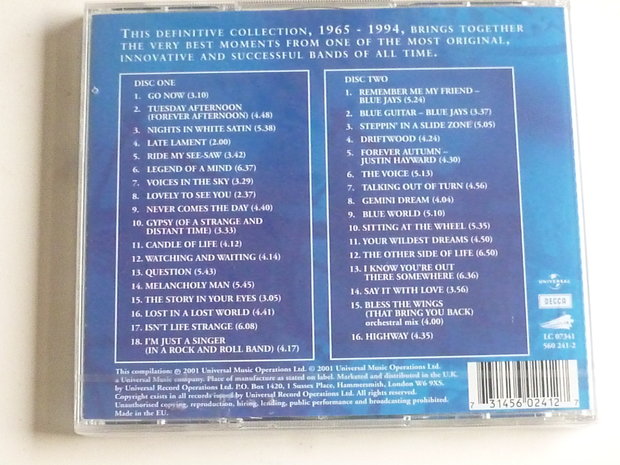 THIS DEFINITIVE COLLECTION, 1965 - 1994, BRINGS TOGETHER
THE VERY BEST MOMENTS FROM ONE OF THE MOST ORIGINAL,
INNOVATIVE AND SUCCESSFUL BANDS OF ALL TIME.
DISC ONE
1. GO NOW (3.10)
2. TUESDAY AFTERNOON
(FOREVER AFTERNOON) (4.48)
3. NIGHTS IN WHITE SATIN (5.38)
4. LATE LAMENT (2.00)
5. RIDE MY SEE-SAW (3.42)
6. LEGEND OF A MIND (6.37)
7. VOICES IN THE SKY (3.29)
8. LOVELY TO SEE YOU (2.37)
9. NEVER COMES THE DAY (4.40)
10. GYPSY (OF A STRANGE AND
DISTANT TIME) (3.33)
11. CANDLE OF LIFE (4.12)
12. WATCHING AND WAITING (4.14)
13. QUESTION (5.43)
14. MELANCHOLY MAN (5.45)
15. THE STORY IN YOUR EYES (3.05)
16. LOST IN A LOST WORLD (4.41)
17. ISN'T LIFE STRANGE (6.08)
18. I'M JUST A SINGER
(IN A ROCK AND ROLL BAND) (4.17)
DISC TWO
1. REMEMBER ME MY FRIEND –
BLUE JAYS (5.24)
2. BLUE GUITAR – BLUE JAYS (3.37)
3. STEPPIN' IN A SLIDE ZONE (5.05)
4. DRIFTWOOD (4.24)
5. FOREVER AUTUMN –
JUSTIN HAYWARD (4.30)
6. THE VOICE (5.13)
7. TALKING OUT OF TURN (4.56)
8. GEMINI DREAM (4.04)
9. BLUE WORLD (5.10)
10. SITTING AT THE WHEEL (5.35)
11. YOUR WILDEST DREAMS (4.50)
12. THE OTHER SIDE OF LIFE (6.50)
13. I KNOW YOU'RE OUT
THERE SOMEWHERE (6.36)
14. SAY IT WITH LOVE (3.56)
15. BLESS THE WINGS
(THAT BRING YOU BACK)
orchestral mix (4.00)
16. HIGHWAY (4.35)
UNIVERSAL
DECCA
LC 07341
560 241-2
This compilation: ℗ 2001 Universal Music Operations Ltd. © 2001 Universal Music Operations Ltd.
a Universal Music company. Place of manufacture as stated on label. Marketed and distributed in the U.K.
by Universal Record Operations Ltd. P.O. Box 1420, 1 Sussex Place, Hammersmith, London W6 9XS.
Copyright exists in all records issued by Universal Record Operations Ltd. All rights reserved.
Unauthorised copying, reproduction, hiring, lending, public performance and broadcasting prohibited.
Made in the EU.
7 31456 02412 7